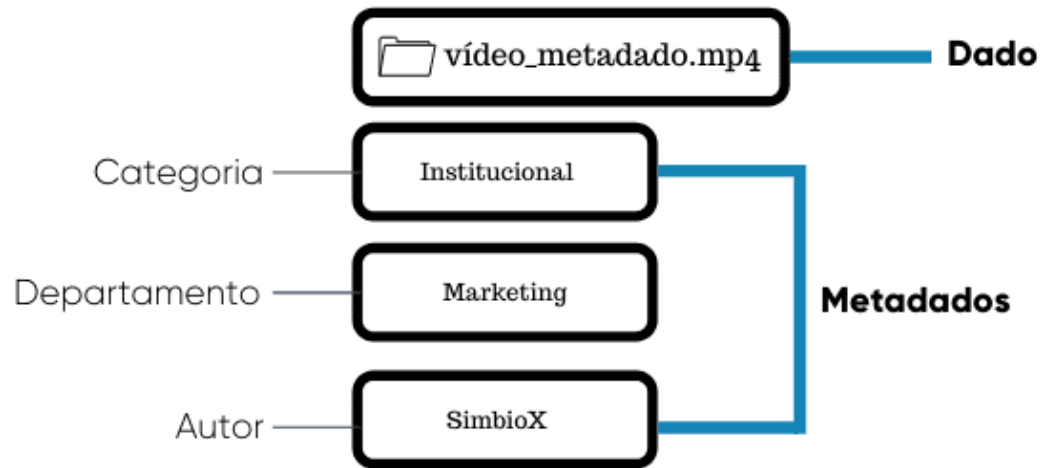 vídeo_metadado.mp4
Dado
Categoria
Institucional
Departamento
Marketing
Metadados
Autor
SimbioX